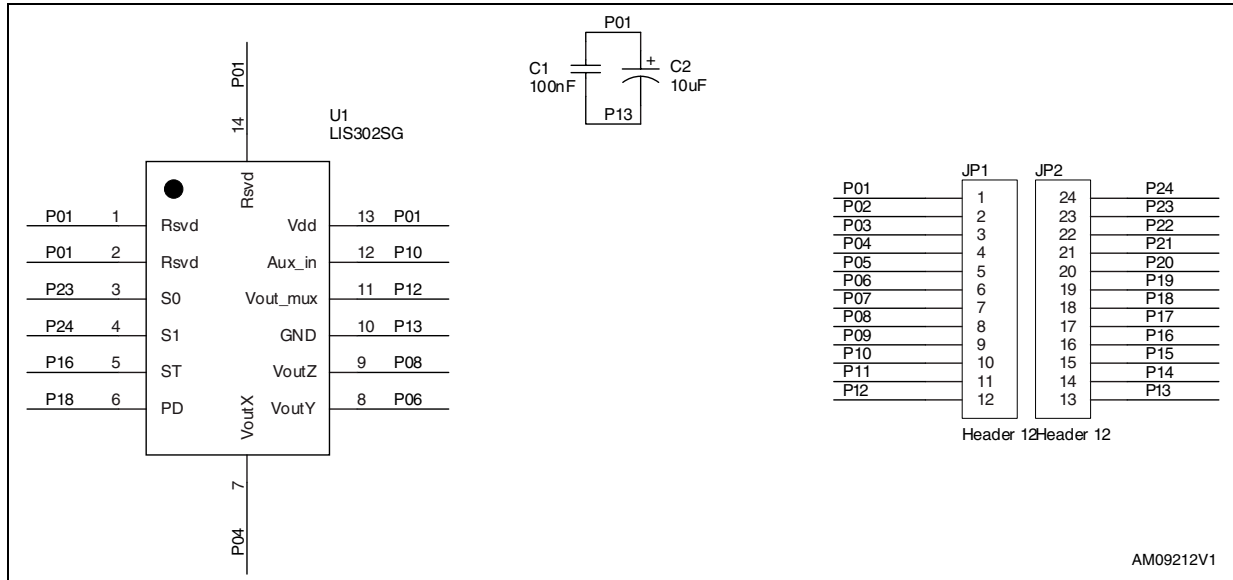 P01
14
U1
LIS302SG
Rsvd
P01 1 Rsvd Vdd 13 P01
P01 2 Rsvd Aux_in 12 P10
P23 3 S0 Vout_mux 11 P12
P24 4 S1 GND 10 P13
P16 5 ST VoutZ 9 P08
P18 6 PD VoutY 8 P06
VoutX
7
P04
P01
C1
100nF
+ C2
10uF
P13
JP1 JP2
P01 1 24 P24
P02 2 23 P23
P03 3 22 P22
P04 4 21 P21
P05 5 20 P20
P06 6 19 P19
P07 7 18 P18
P08 8 17 P17
P09 9 16 P16
P10 10 15 P15
P11 11 14 P14
P12 12 13 P13
Header 12 Header 12
AM09212V1